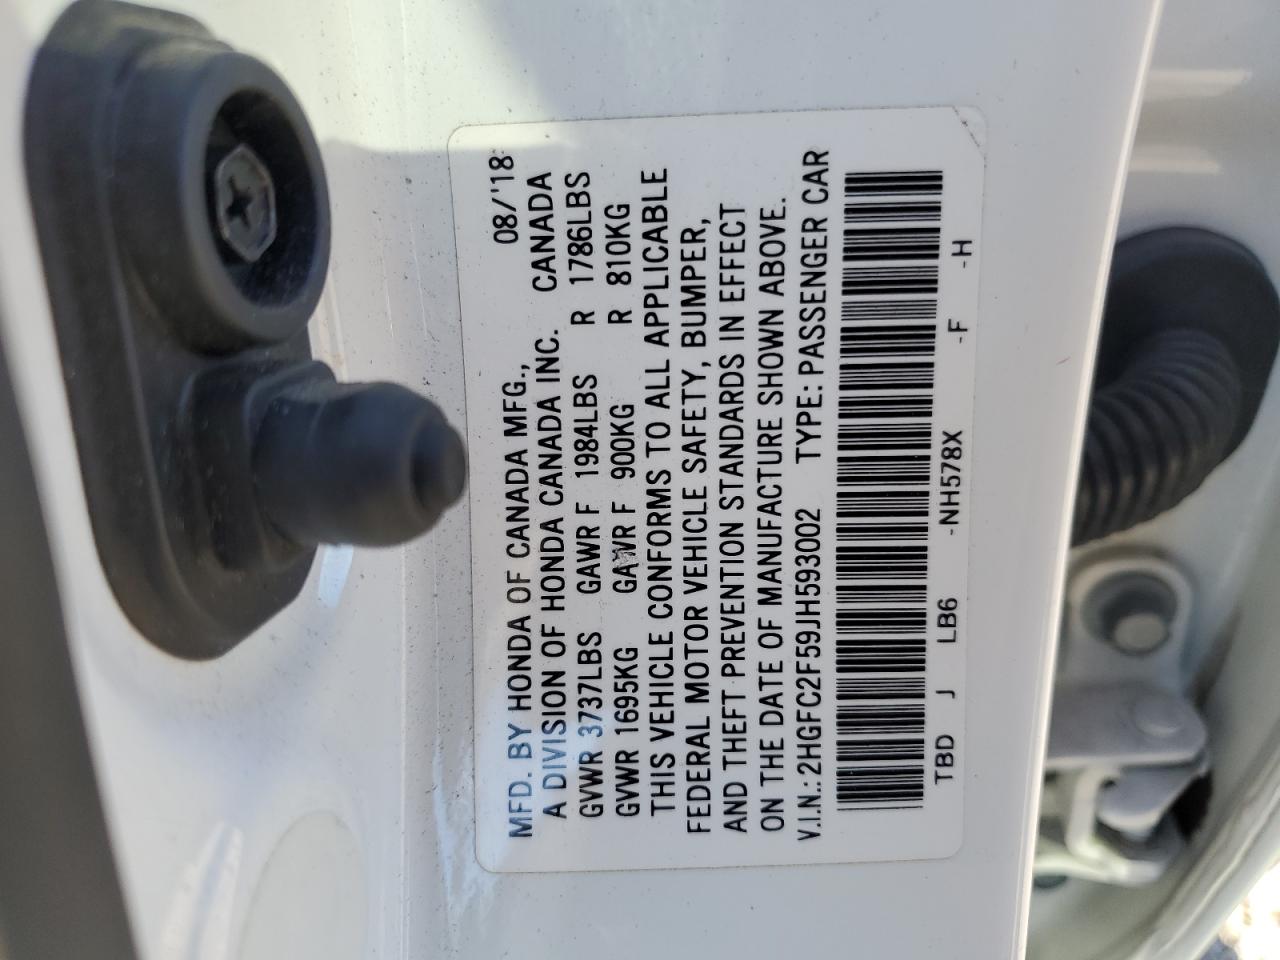 08/'18
MFD. BY HONDA OF CANADA MFG.,
A DIVISION OF HONDA CANADA INC. CANADA
GVWR 3737LBS GAWR F 1984LBS R 1786LBS
GVWR 1695KG GAWR F 900KG R 810KG
THIS VEHICLE CONFORMS TO ALL APPLICABLE
FEDERAL MOTOR VEHICLE SAFETY, BUMPER,
AND THEFT PREVENTION STANDARDS IN EFFECT
ON THE DATE OF MANUFACTURE SHOWN ABOVE.
V.I.N.: 2HGFC2F59JH593002 TYPE: PASSENGER CAR
TBD J LB6 -NH578X -F -H